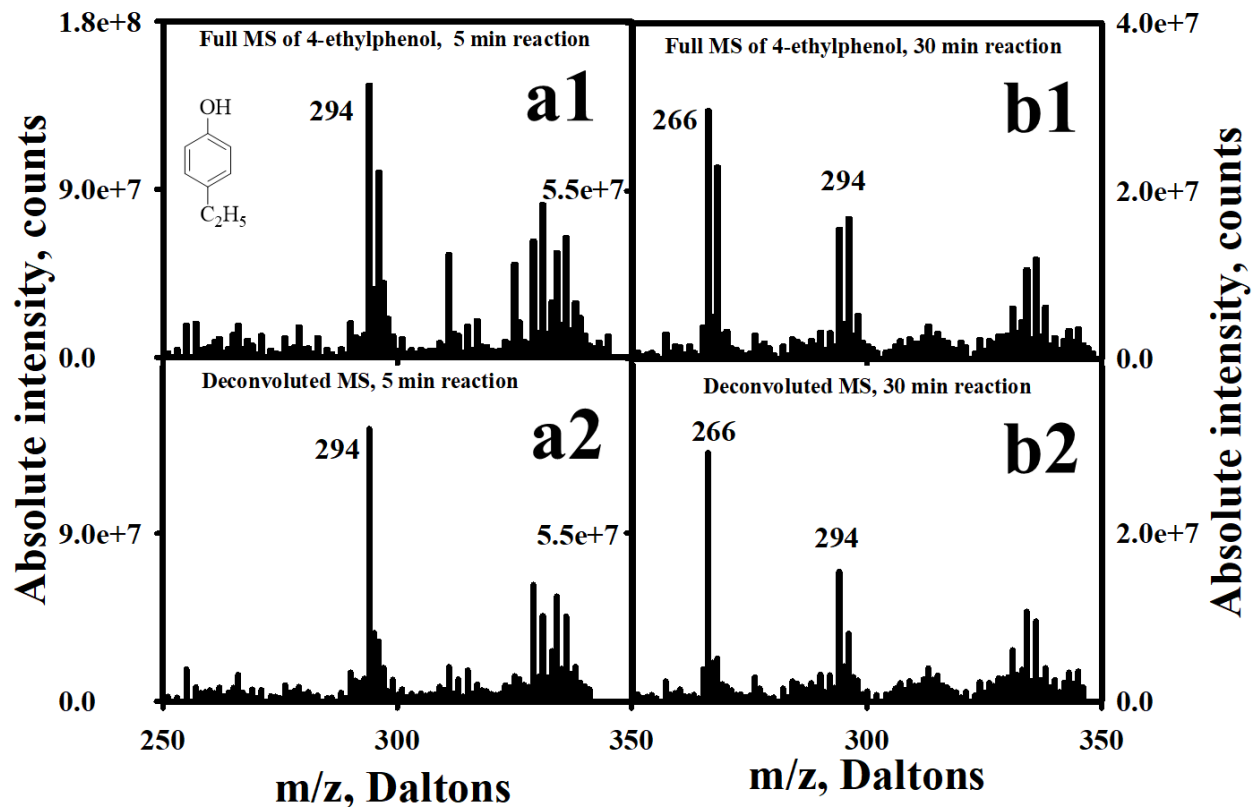 1.8e+8
Full MS of 4-ethylphenol, 5 min reaction
a1
294
OH
C2H5
9.0e+7
5.5e+7
0.0
4.0e+7
Full MS of 4-ethylphenol, 30 min reaction
b1
266
294
2.0e+7
0.0
Deconvoluted MS, 5 min reaction
a2
294
9.0e+7
5.5e+7
0.0
Deconvoluted MS, 30 min reaction
b2
266
294
2.0e+7
0.0
250
300
350
300
350
m/z, Daltons
m/z, Daltons
Absolute intensity, counts
Absolute intensity, counts